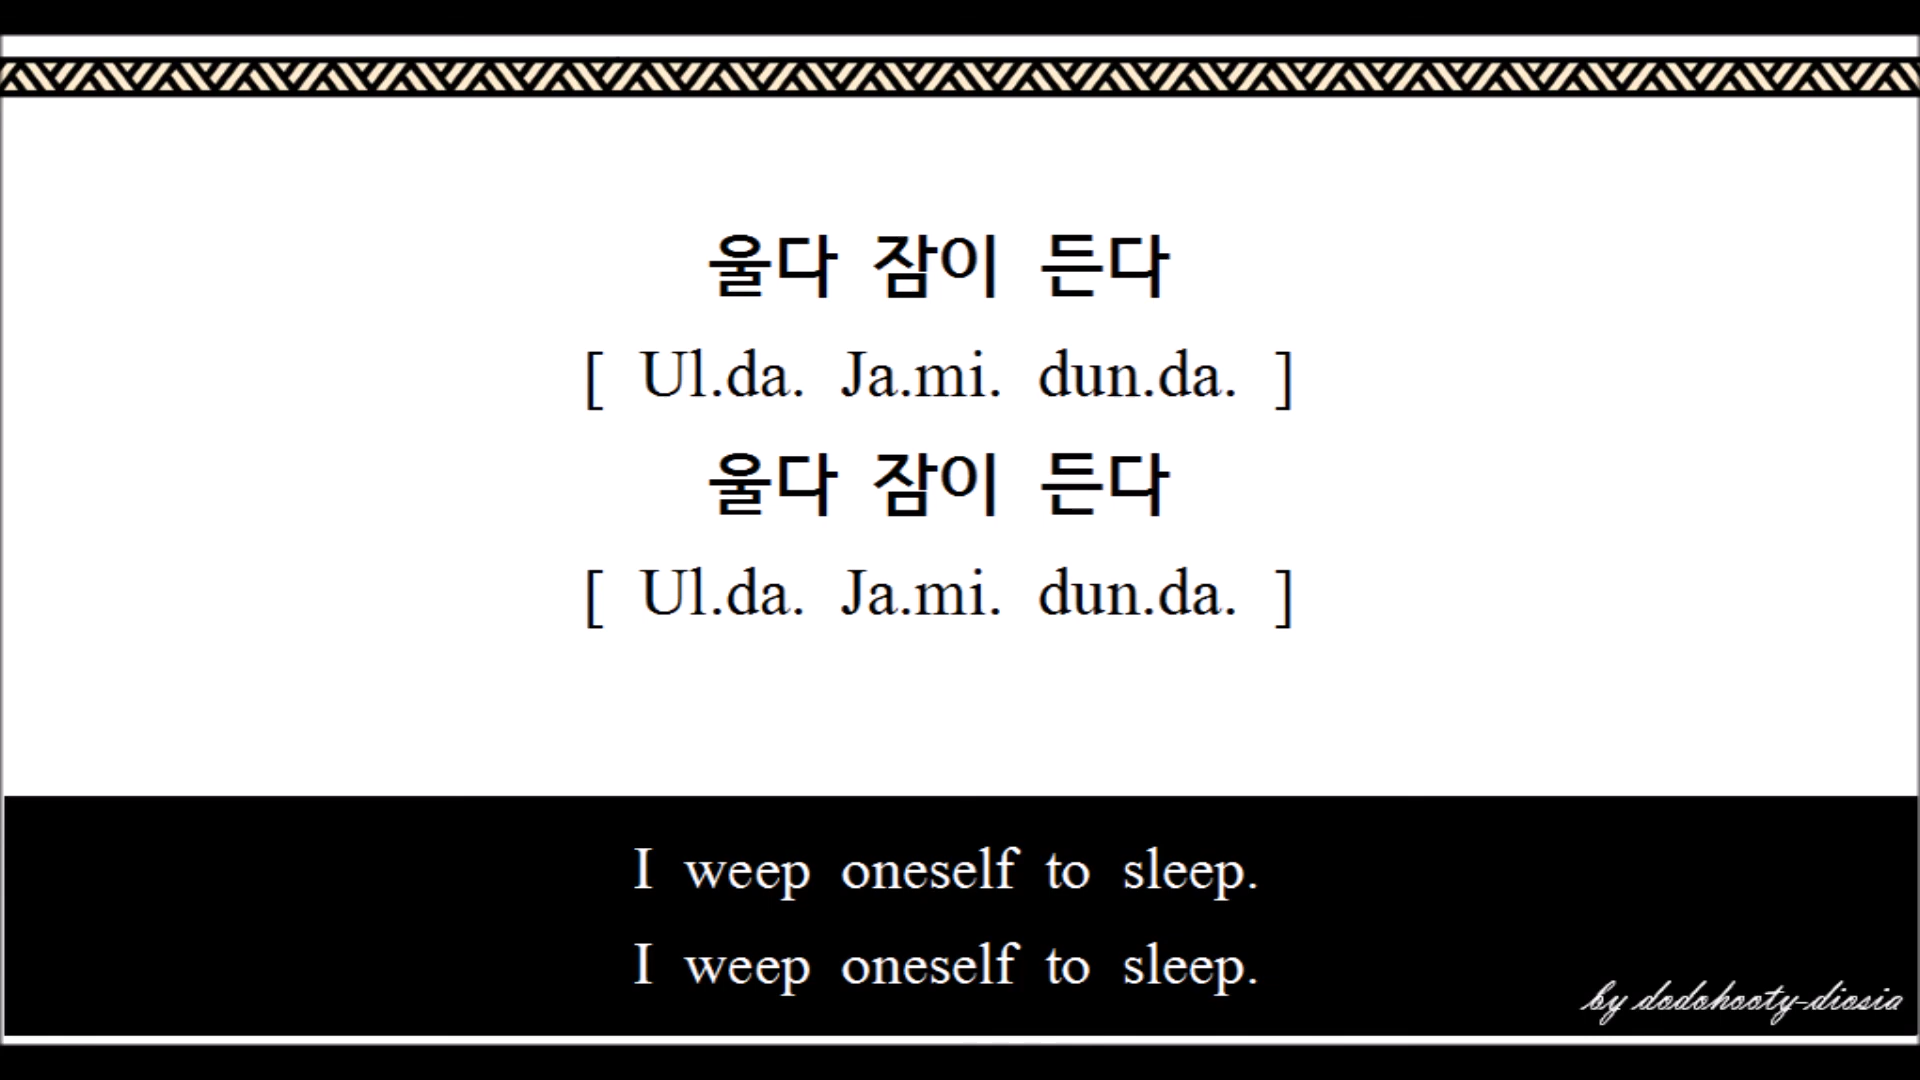 울다 잠이 든다
[ Ul.da. Ja.mi. dun.da. ]
울다 잠이 든다
[ Ul.da. Ja.mi. dun.da. ]
I weep oneself to sleep.
I weep oneself to sleep.
by dodohooty-diosia